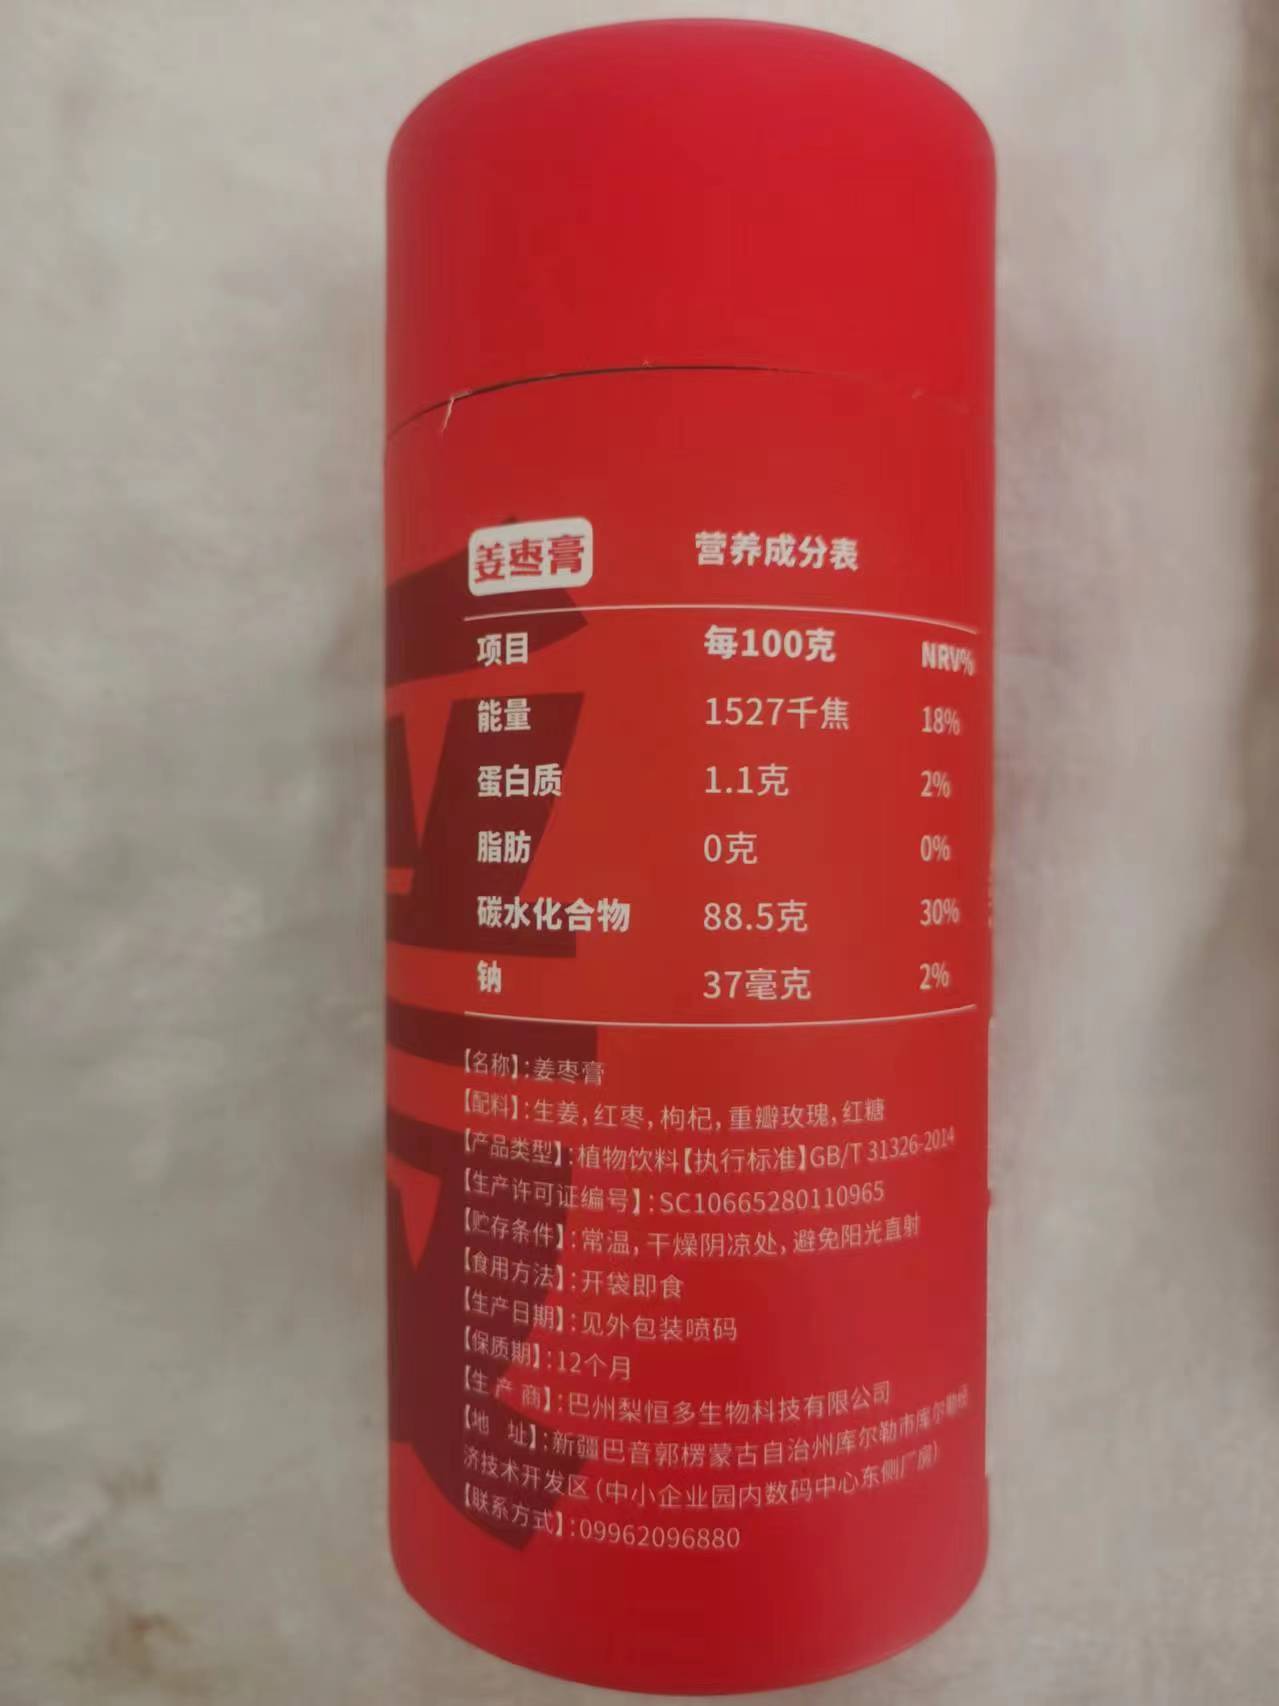 姜枣膏 营养成分表
项目 每100克 NRV%
能量 1527千焦 18%
蛋白质 1.1克 2%
脂肪 0克 0%
碳水化合物 88.5克 30%
钠 37毫克 2%
【名称】:姜枣膏
【配料】:生姜,红枣,枸杞,重瓣玫瑰,红糖
【产品类型】:植物饮料【执行标准】GB/T 31326-2014
【生产许可证编号】:SC10665280110965
【贮存条件】:常温,干燥阴凉处,避免阳光直射
【食用方法】:开袋即食
【生产日期】:见外包装喷码
【保质期】:12个月
【生 产 商】:巴州梨恒多生物科技有限公司
【地 址】:新疆巴音郭楞蒙古自治州库尔勒市库尔勒经
济技术开发区(中小企业园内数码中心东侧厂房)
【联系方式】:09962096880